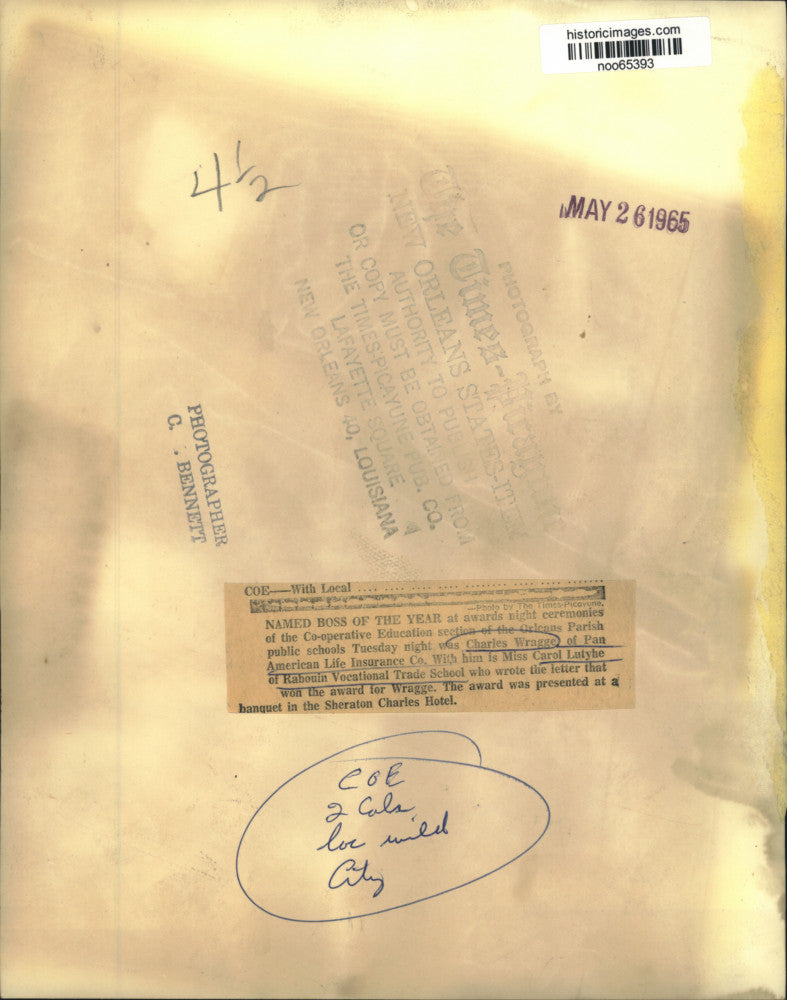 historicimages.com
noo65393
4 1/2
MAY 26 1965
PHOTOGRAPH BY
The Times-
NEW ORLEANS STATES-ITEM
AUTHORITY TO PUBLISH
OR COPY MUST BE OBTAINED FROM
THE TIMES-PICAYUNE PUB. CO.
LAFAYETTE SQUARE
NEW ORLEANS 40, LOUISIANA
PHOTOGRAPHER
C. . BENNETT
COE——With Local .... .... .... ....... ....... .......
—Photo by The Times-Picayune.
NAMED BOSS OF THE YEAR at awards night ceremonies
of the Co-operative Education section of the Orleans Parish
public schools Tuesday night was Charles Wragge of Pan
American Life Insurance Co. With him is Miss Carol Lutyhe
of Rabouin Vocational Trade School who wrote the letter that
won the award for Wragge. The award was presented at a
banquet in the Sheraton Charles Hotel.
COE
2 Cols
loc wild
City